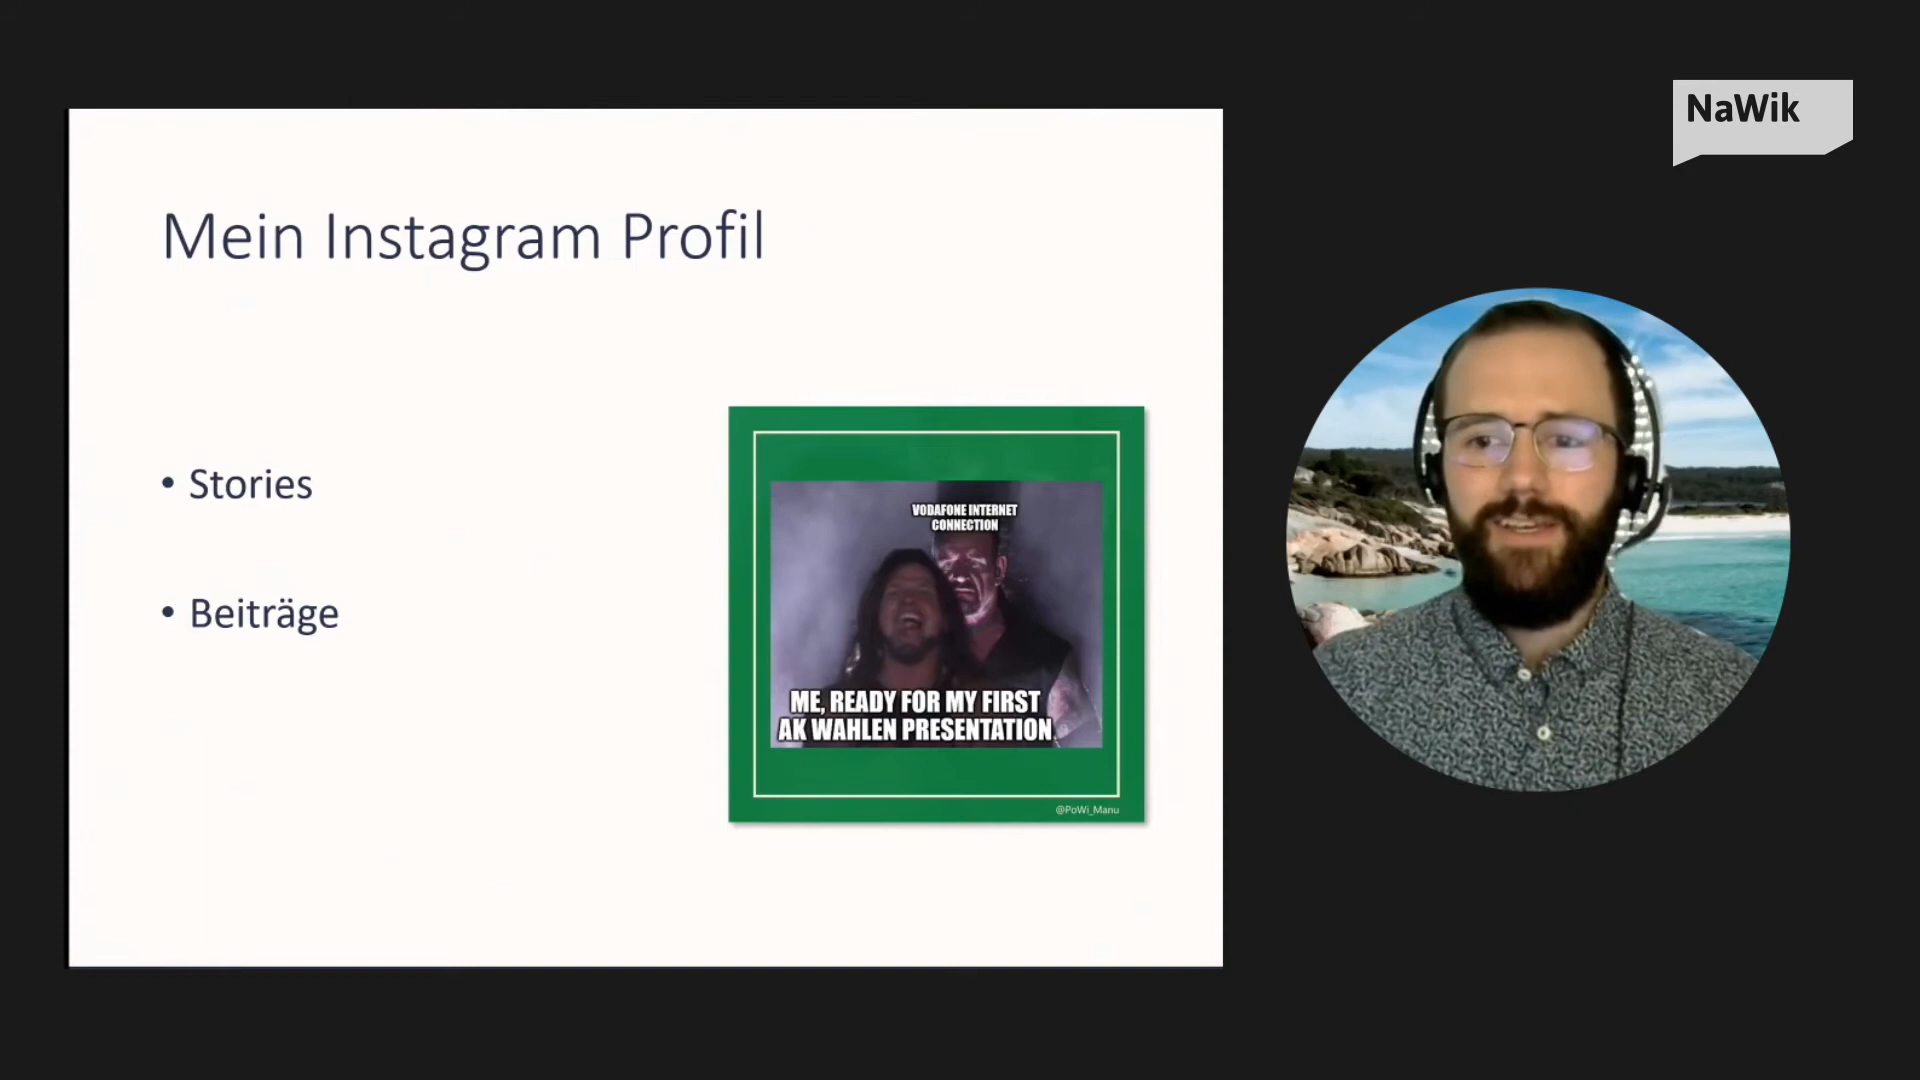 NaWik
Mein Instagram Profil
• Stories
• Beiträge
VODAFONE INTERNET
CONNECTION
ME, READY FOR MY FIRST
AK WAHLEN PRESENTATION
@PoWi_Manu